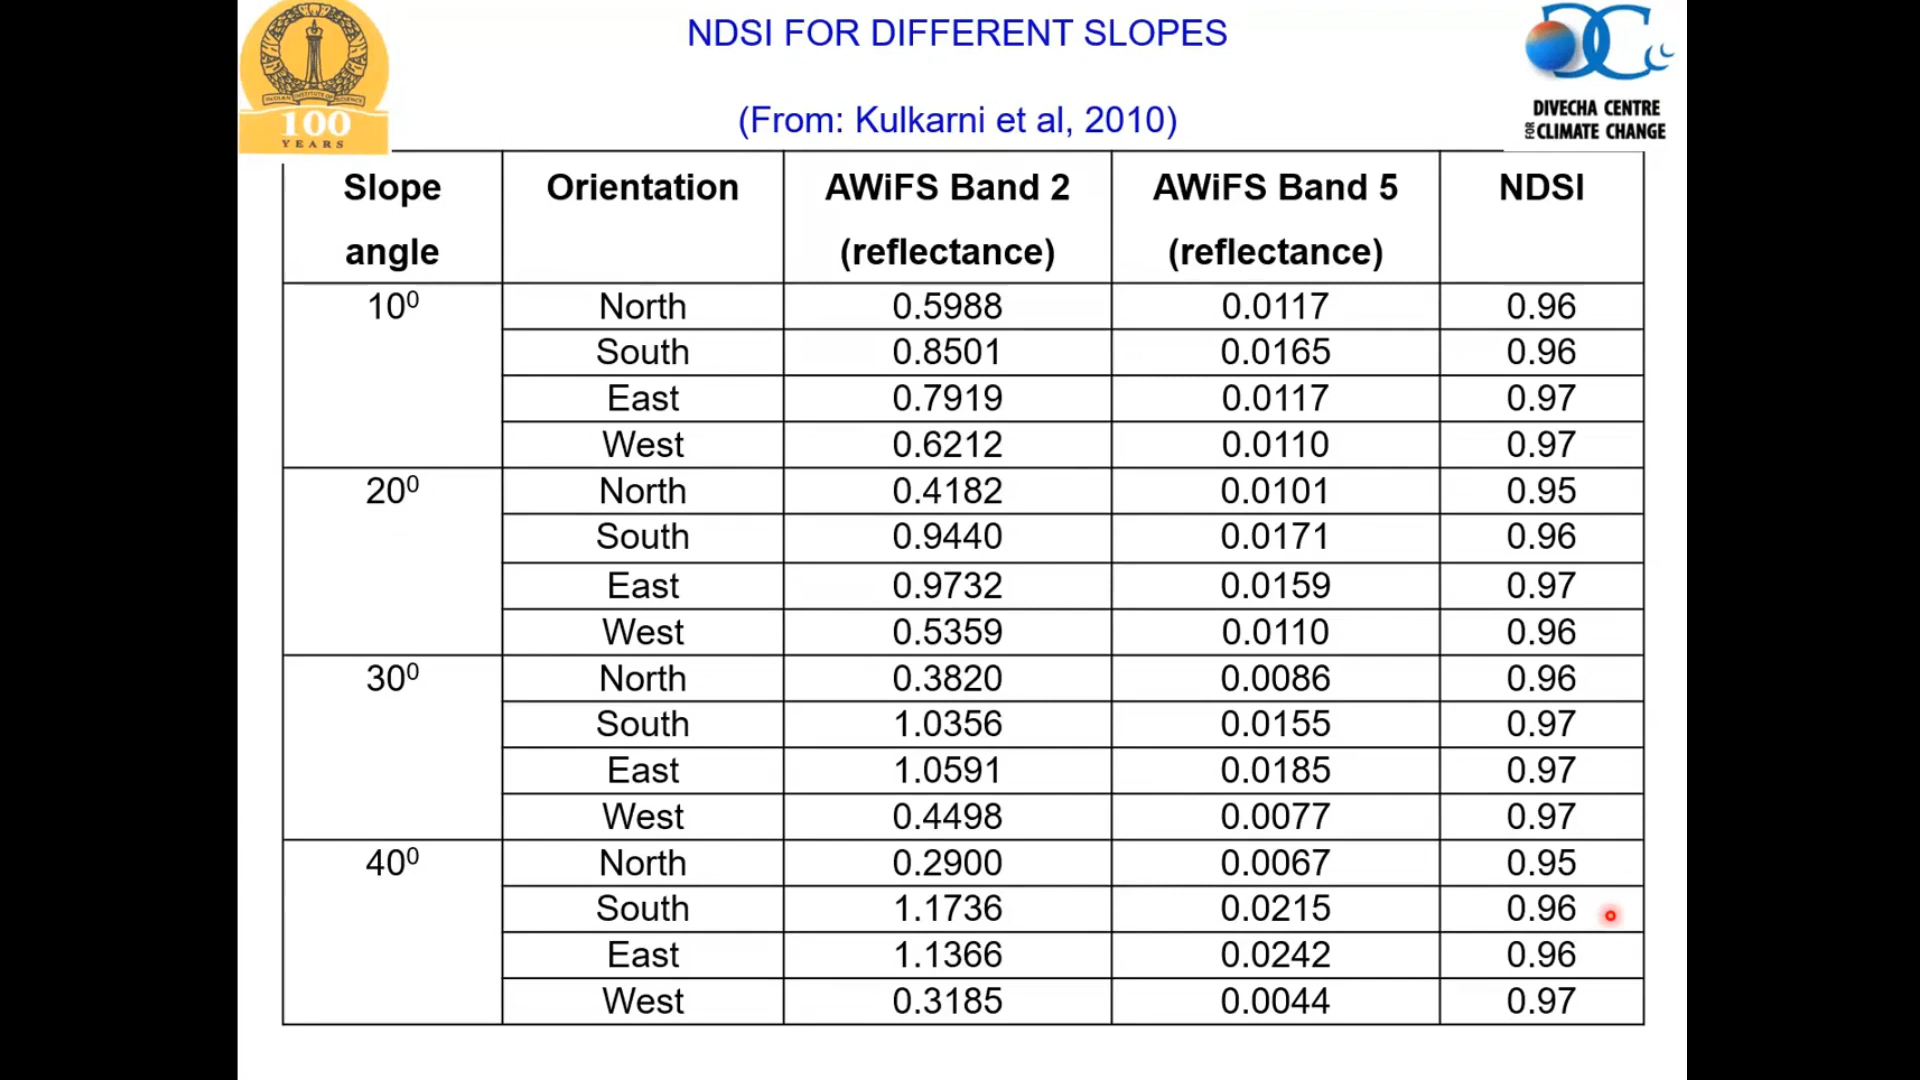 NDSI FOR DIFFERENT SLOPES
(From: Kulkarni et al, 2010)
INDIAN INSTITUTE OF SCIENCE
100
YEARS
DIVECHA CENTRE
FOR CLIMATE CHANGE
Slope angle Orientation AWiFS Band 2 (reflectance) AWiFS Band 5 (reflectance) NDSI
10⁰ North 0.5988 0.0117 0.96
South 0.8501 0.0165 0.96
East 0.7919 0.0117 0.97
West 0.6212 0.0110 0.97
20⁰ North 0.4182 0.0101 0.95
South 0.9440 0.0171 0.96
East 0.9732 0.0159 0.97
West 0.5359 0.0110 0.96
30⁰ North 0.3820 0.0086 0.96
South 1.0356 0.0155 0.97
East 1.0591 0.0185 0.97
West 0.4498 0.0077 0.97
40⁰ North 0.2900 0.0067 0.95
South 1.1736 0.0215 0.96
East 1.1366 0.0242 0.96
West 0.3185 0.0044 0.97